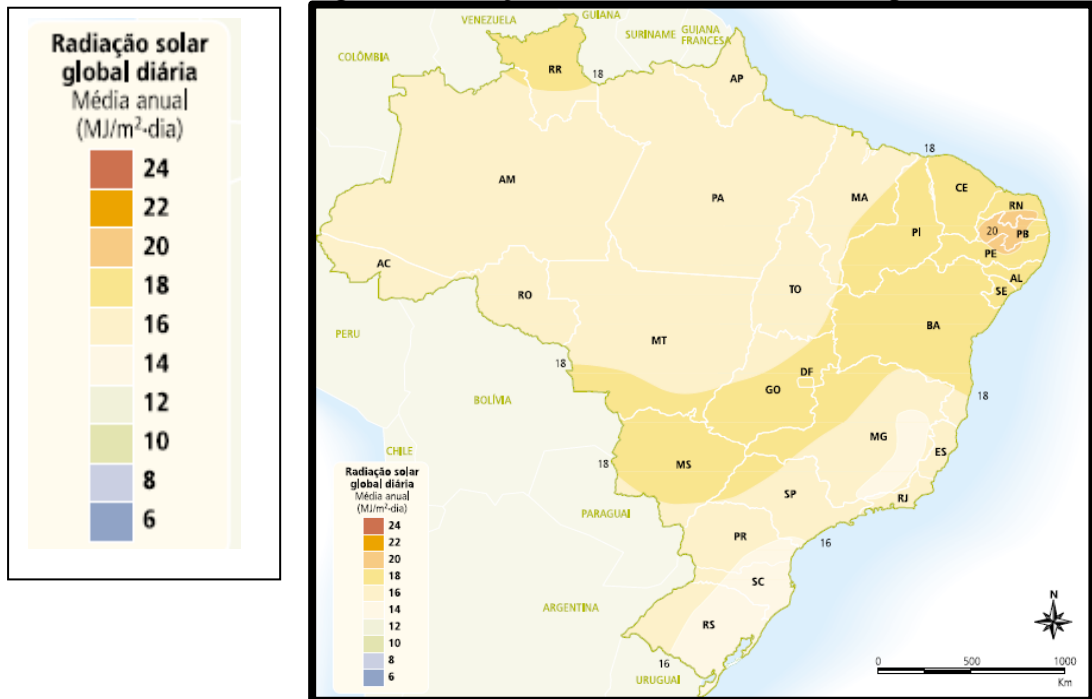 Radiação solar
global diária
Média anual
(MJ/m²·dia)
24
22
20
18
16
14
12
10
8
6
VENEZUELA
GUIANA
SURINAME
GUIANA
FRANCESA
COLÔMBIA
RR
18
AP
18
AM
PA
MA
CE
RN
PI
20
PB
PE
AC
AL
RO
TO
SE
BA
PERU
MT
18
DF
GO
18
BOLÍVIA
MG
CHILE
ES
MS
18
SP
RJ
PARAGUAI
PR
16
SC
ARGENTINA
RS
16
URUGUAI
Radiação solar
global diária
Média anual
(MJ/m²·dia)
24
22
20
18
16
14
12
10
8
6
N
0 500 1000
Km